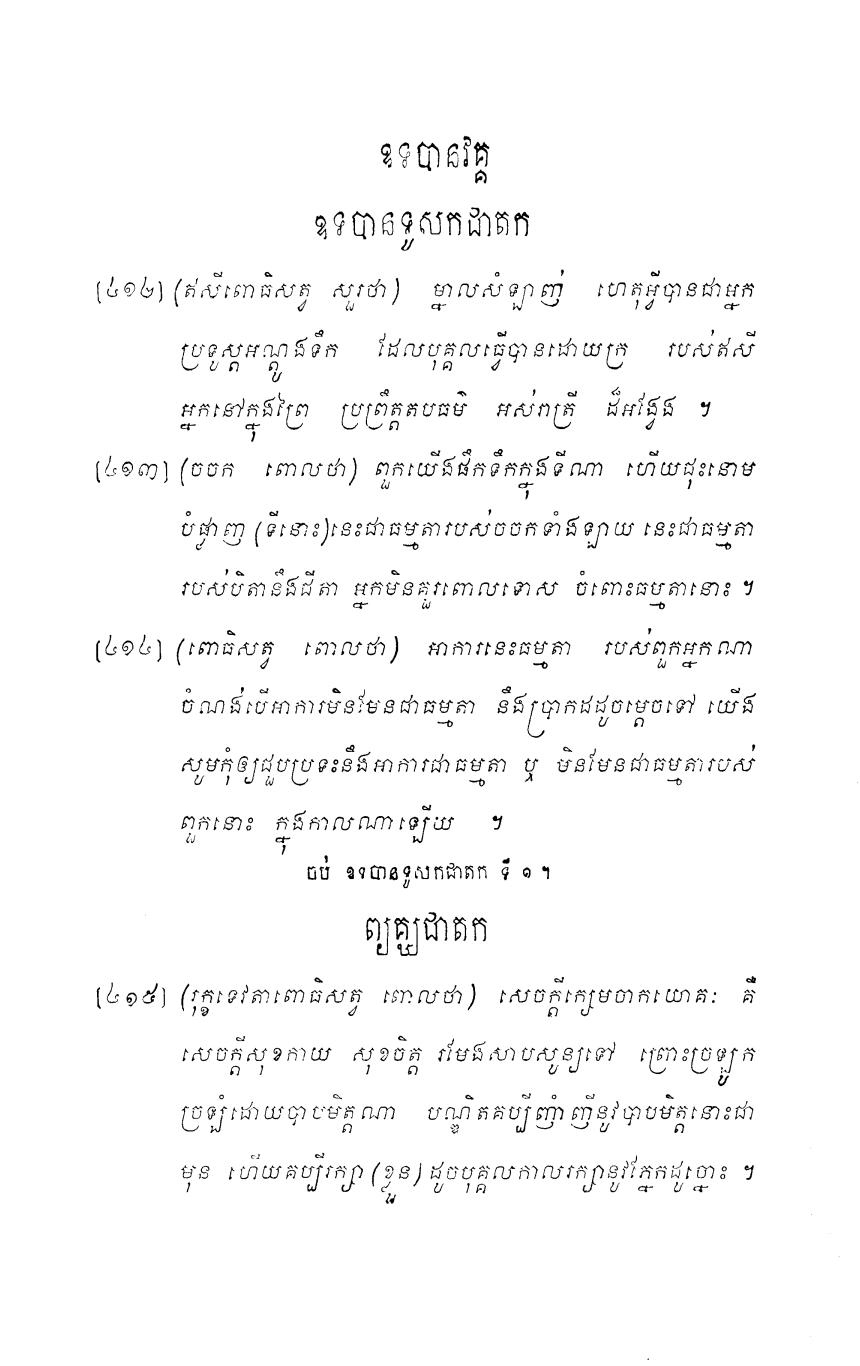 ឧទបានវគ្គ
ឧទបានទូសកជាតក
[៤១២] (ឥសីពោធិសត្វ សួរថា) ម្នាលសំឡាញ់ ហេតុអ្វីបានជាអ្នក
ប្រទូស្តអណ្តូងទឹក ដែលបុគ្គលធ្វើបានដោយក្រ របស់ឥសី
អ្នកនៅក្នុងព្រៃ ប្រព្រឹត្តតបធម៌ អស់រាត្រី ដ៏អង្វែង ។
[៤១៣] (ចចក ពោលថា) ពួកយើងផឹកទឹកក្នុងទីណា ហើយជុះនោម
បំផ្ទាញ (ទីនោះ)នេះជាធម្មតារបស់ចចកទាំងឡាយ នេះជាធម្មតា
របស់បិតានឹងជីតា អ្នកមិនគួរពោលទោស ចំពោះធម្មតានោះ ។
[៤១៤] (ពោធិសត្វ ពោលថា) អាការនេះធម្មតា របស់ពួកអ្នកណា
ចំណង់បើអាការមិនមែនជាធម្មតា នឹងប្រាកដដូចម្តេចទៅ យើង
សូមកុំឲ្យជួបប្រទះនឹងអាការជាធម្មតា ឬ មិនមែនជាធម្មតារបស់
ពួកនោះ ក្នុងកាលណាឡើយ ។
ចប់ ឧទបានទូសកជាតក ទី ១ ។
ព្យគ្ឃជាតក
[៤១៥] (រុក្ខទេវតាពោធិសត្វ ពោលថា) សេចក្តីក្សេមចាកយោគៈ គឺ
សេចក្តីសុខកាយ សុខចិត្ត រមែងសាបសូន្យទៅ ព្រោះច្រឡូក
ច្រឡំដោយបាបមិត្តណា បណ្ឌិតគប្បីញាំញីនូវបាបមិត្តនោះជា
មុន ហើយគប្បីរក្សា (ខ្លួន) ដូចបុគ្គលកាលរក្សានូវភ្នែកដូច្នោះ ។